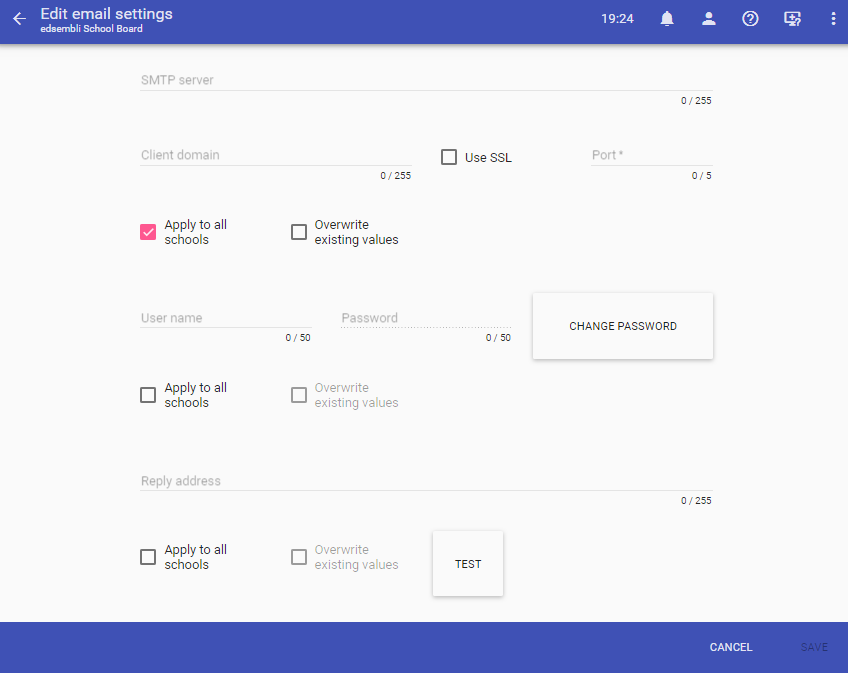 Edit email settings
edsembli School Board
19:24
SMTP server
0 / 255
Client domain
0 / 255
Use SSL
Port *
0 / 5
Apply to all
schools
Overwrite
existing values
User name
0 / 50
Password
0 / 50
CHANGE PASSWORD
Apply to all
schools
Overwrite
existing values
Reply address
0 / 255
Apply to all
schools
Overwrite
existing values
TEST
CANCEL
SAVE